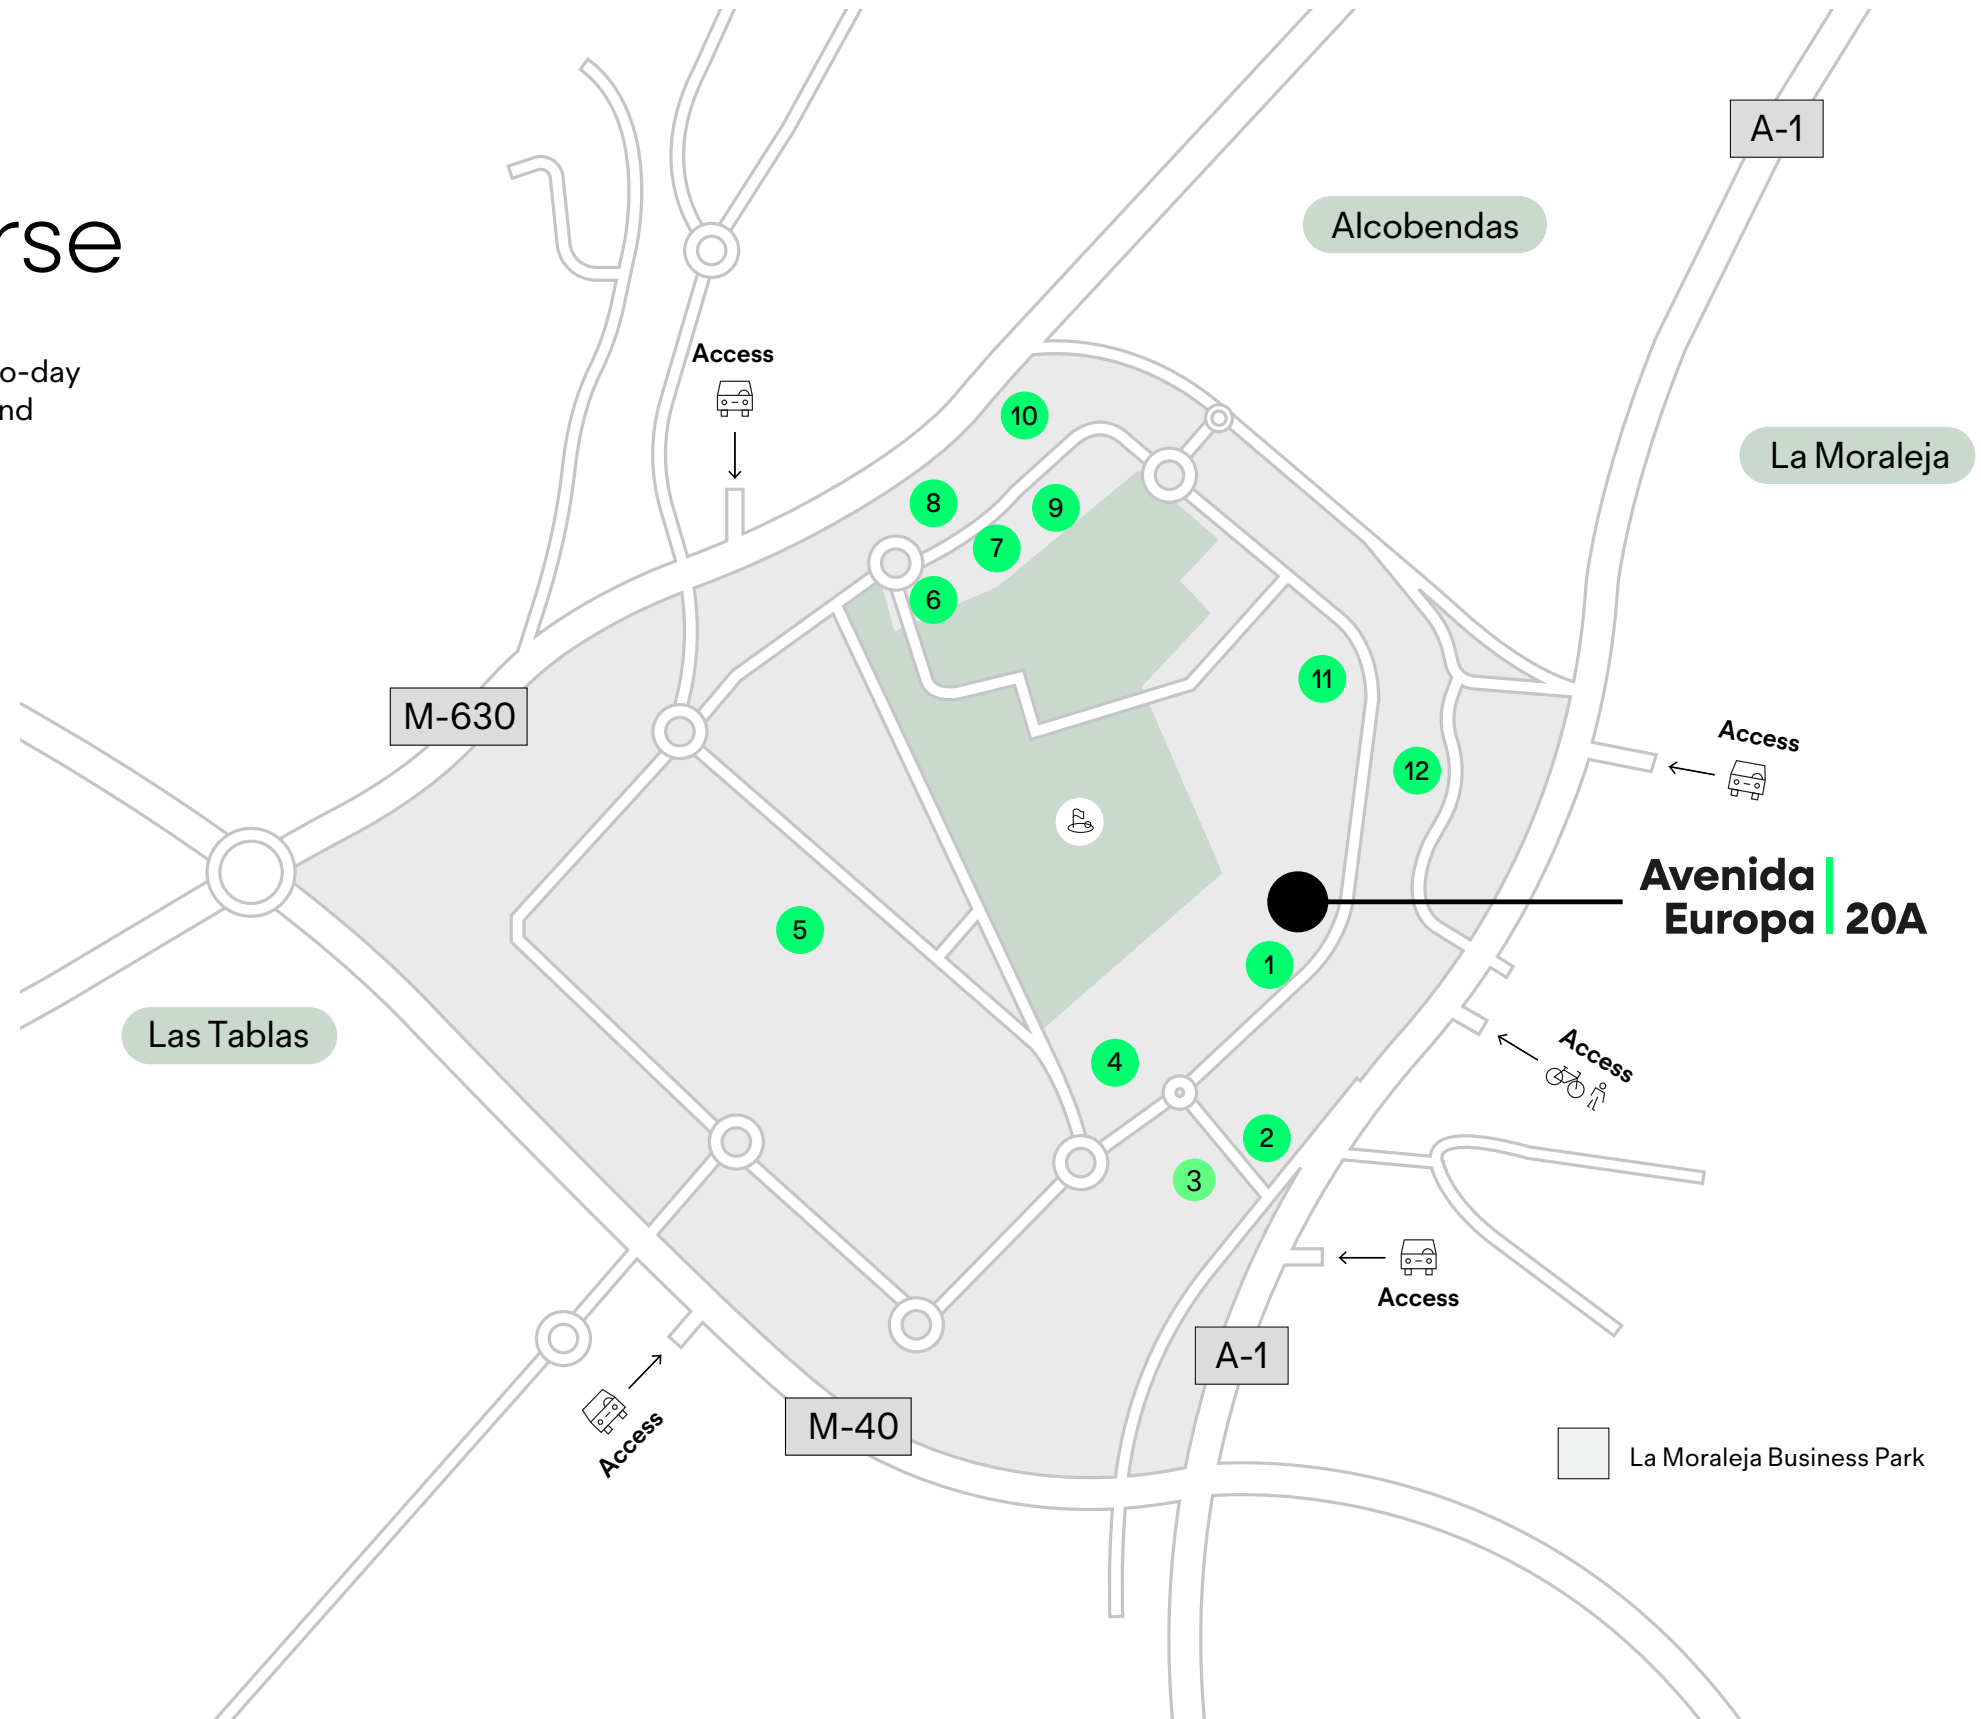 rse
o-day
nd
A-1
Alcobendas
La Moraleja
Access
10
8
9
7
6
11
12
M-630
Access
Avenida
Europa 20A
5
1
Las Tablas
4
Access
2
3
Access
A-1
M-40
Access
La Moraleja Business Park